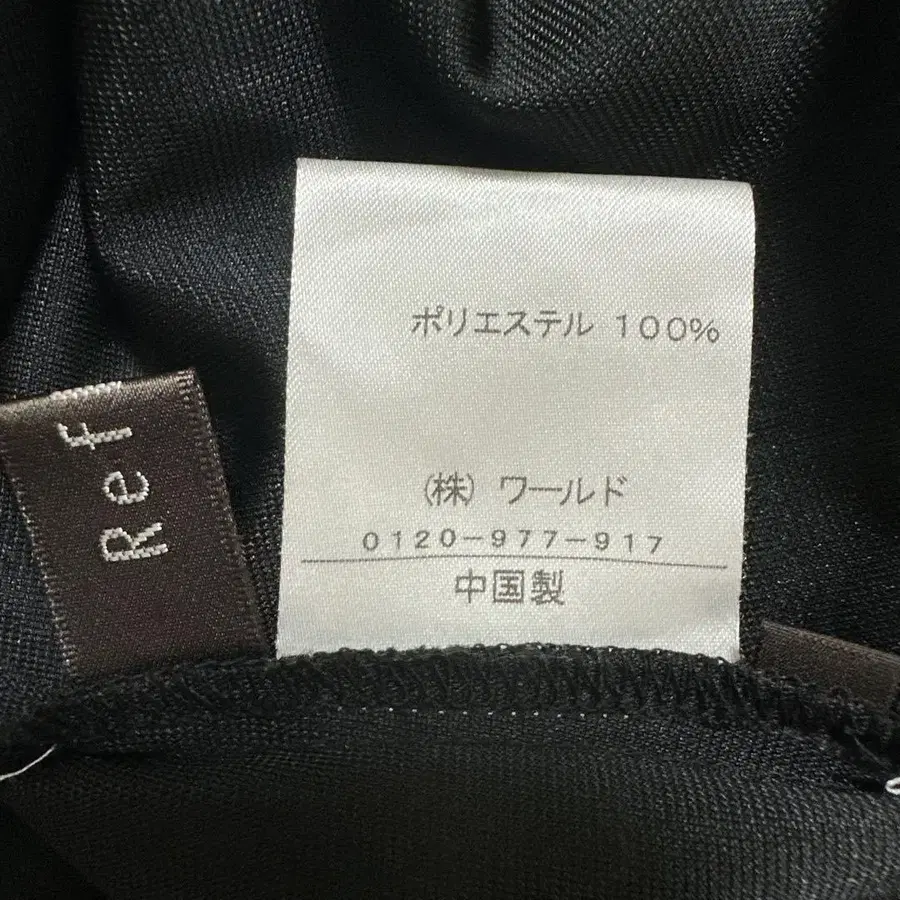 ポリエステル 100%
(株) ワールド
0120-977-917
中国製
Ref